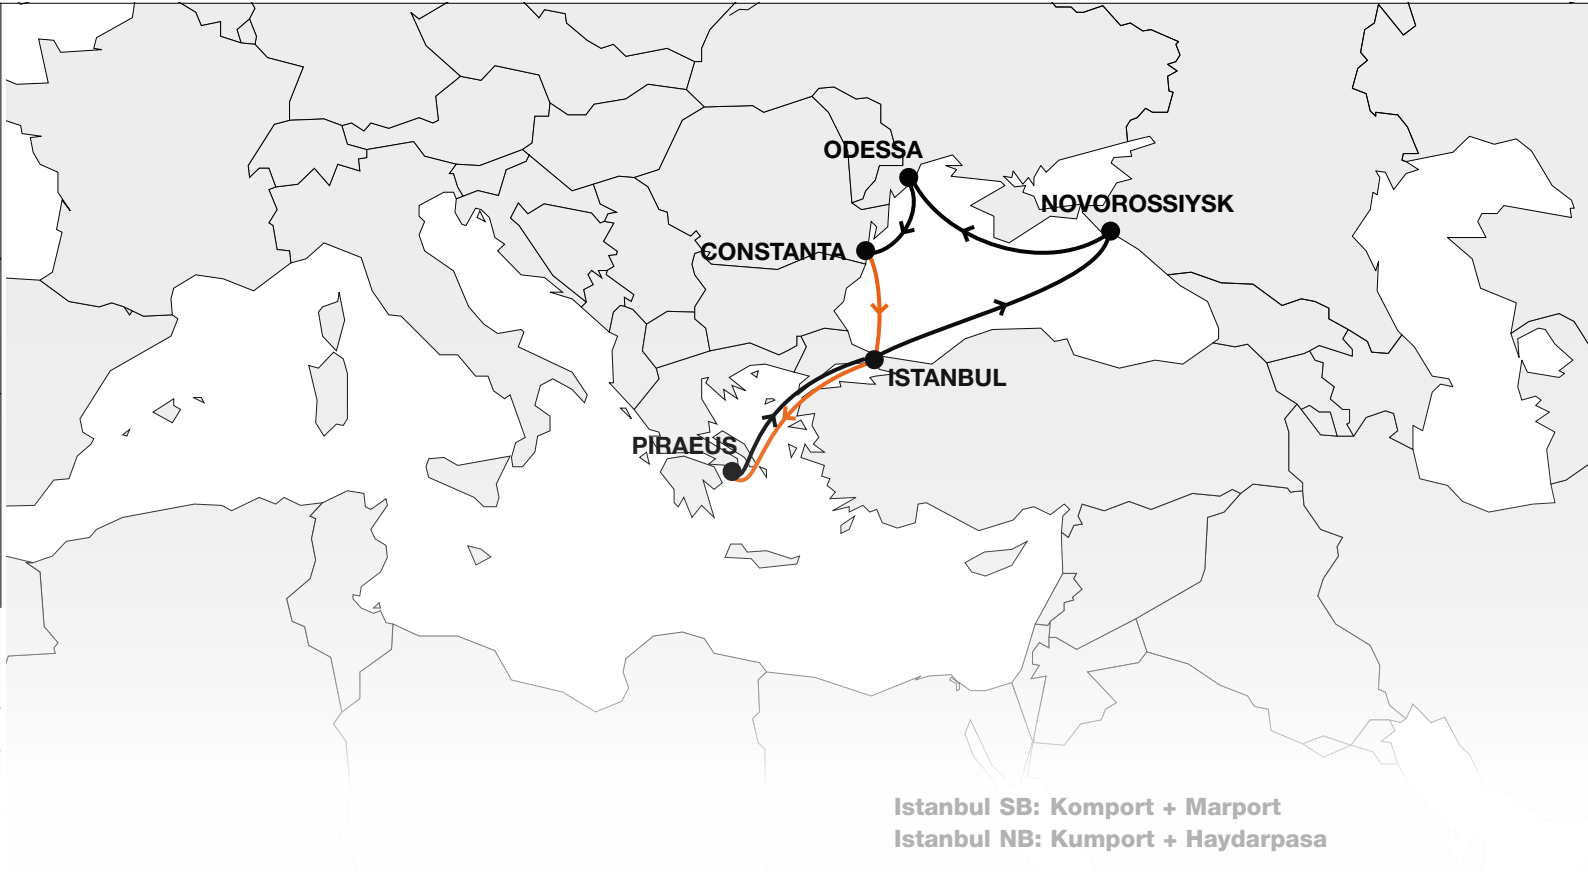 ODESSA
NOVOROSSIYSK
CONSTANTA
ISTANBUL
PIRAEUS
Istanbul SB: Komport + Marport
Istanbul NB: Kumport + Haydarpasa